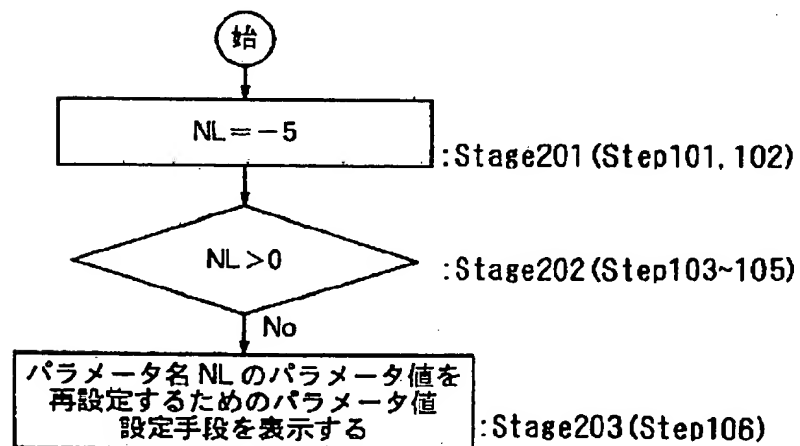 始
NL=-5
:Stage201(Step101,102)
NL>0
:Stage202(Step103~105)
No
パラメータ名NLのパラメータ値を
再設定するためのパラメータ値
設定手段を表示する
:Stage203(Step106)